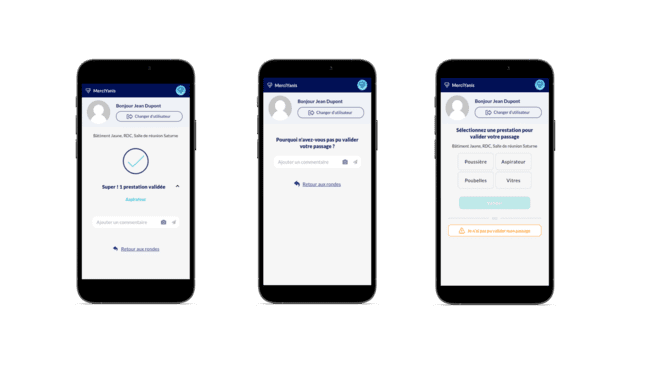 MerciYanis
Bonjour Jean Dupont
Changer d'utilisateur
Bâtiment Jaune, RDC, Salle de réunion Saturne
Super ! 1 prestation validée
Aspirateur
Ajouter un commentaire
Retour aux rondes
MerciYanis
Bonjour Jean Dupont
Changer d'utilisateur
Pourquoi n'avez-vous pas pu valider
votre passage ?
Ajouter un commentaire
Retour aux rondes
MerciYanis
Bonjour Jean Dupont
Changer d'utilisateur
Sélectionnez une prestation pour
valider votre passage
Bâtiment Jaune, RDC, Salle de réunion Saturne
Poussière
Aspirateur
Poubelles
Vitres
Je n'ai pas pu valider mon passage